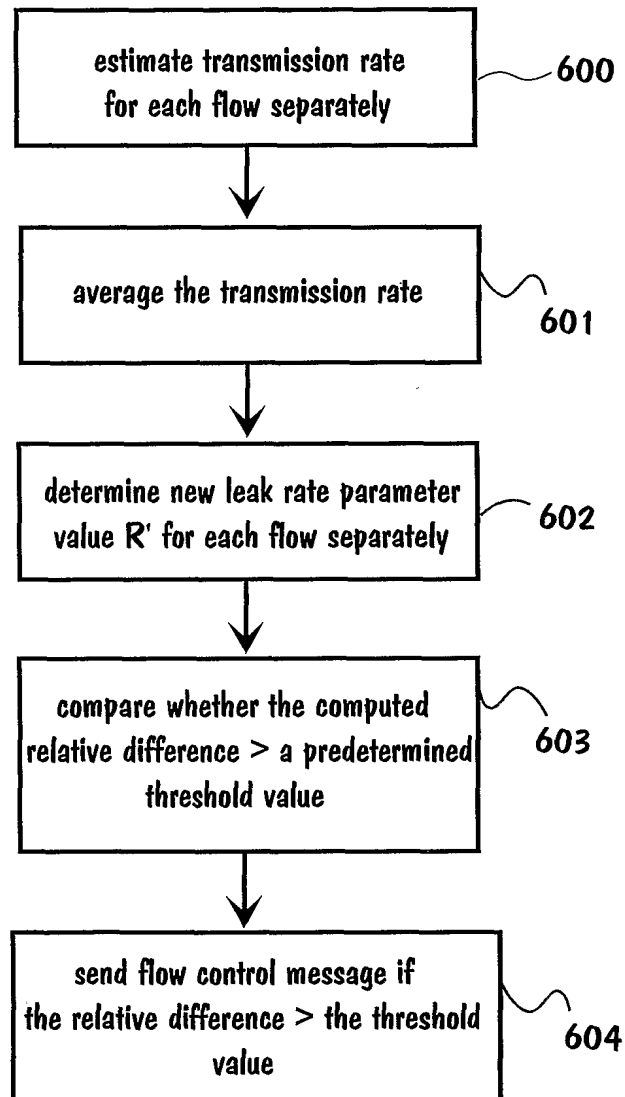 estimate transmission rate
for each flow separately
600
average the transmission rate
601
determine new leak rate parameter
value R' for each flow separately
602
compare whether the computed
relative difference > a predetermined
threshold value
603
send flow control message if
the relative difference > the threshold
value
604